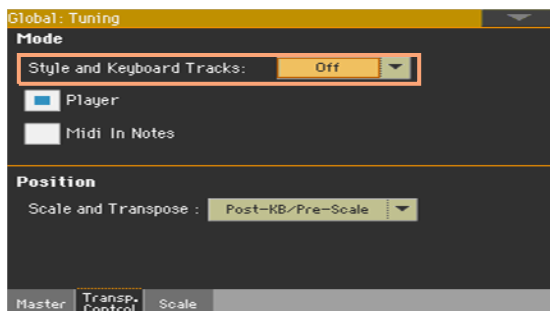 Global: Tuning
Mode
Style and Keyboard Tracks: Off
Player
Midi In Notes
Position
Scale and Transpose : Post-KB/Pre-Scale
Master Transp. Control Scale